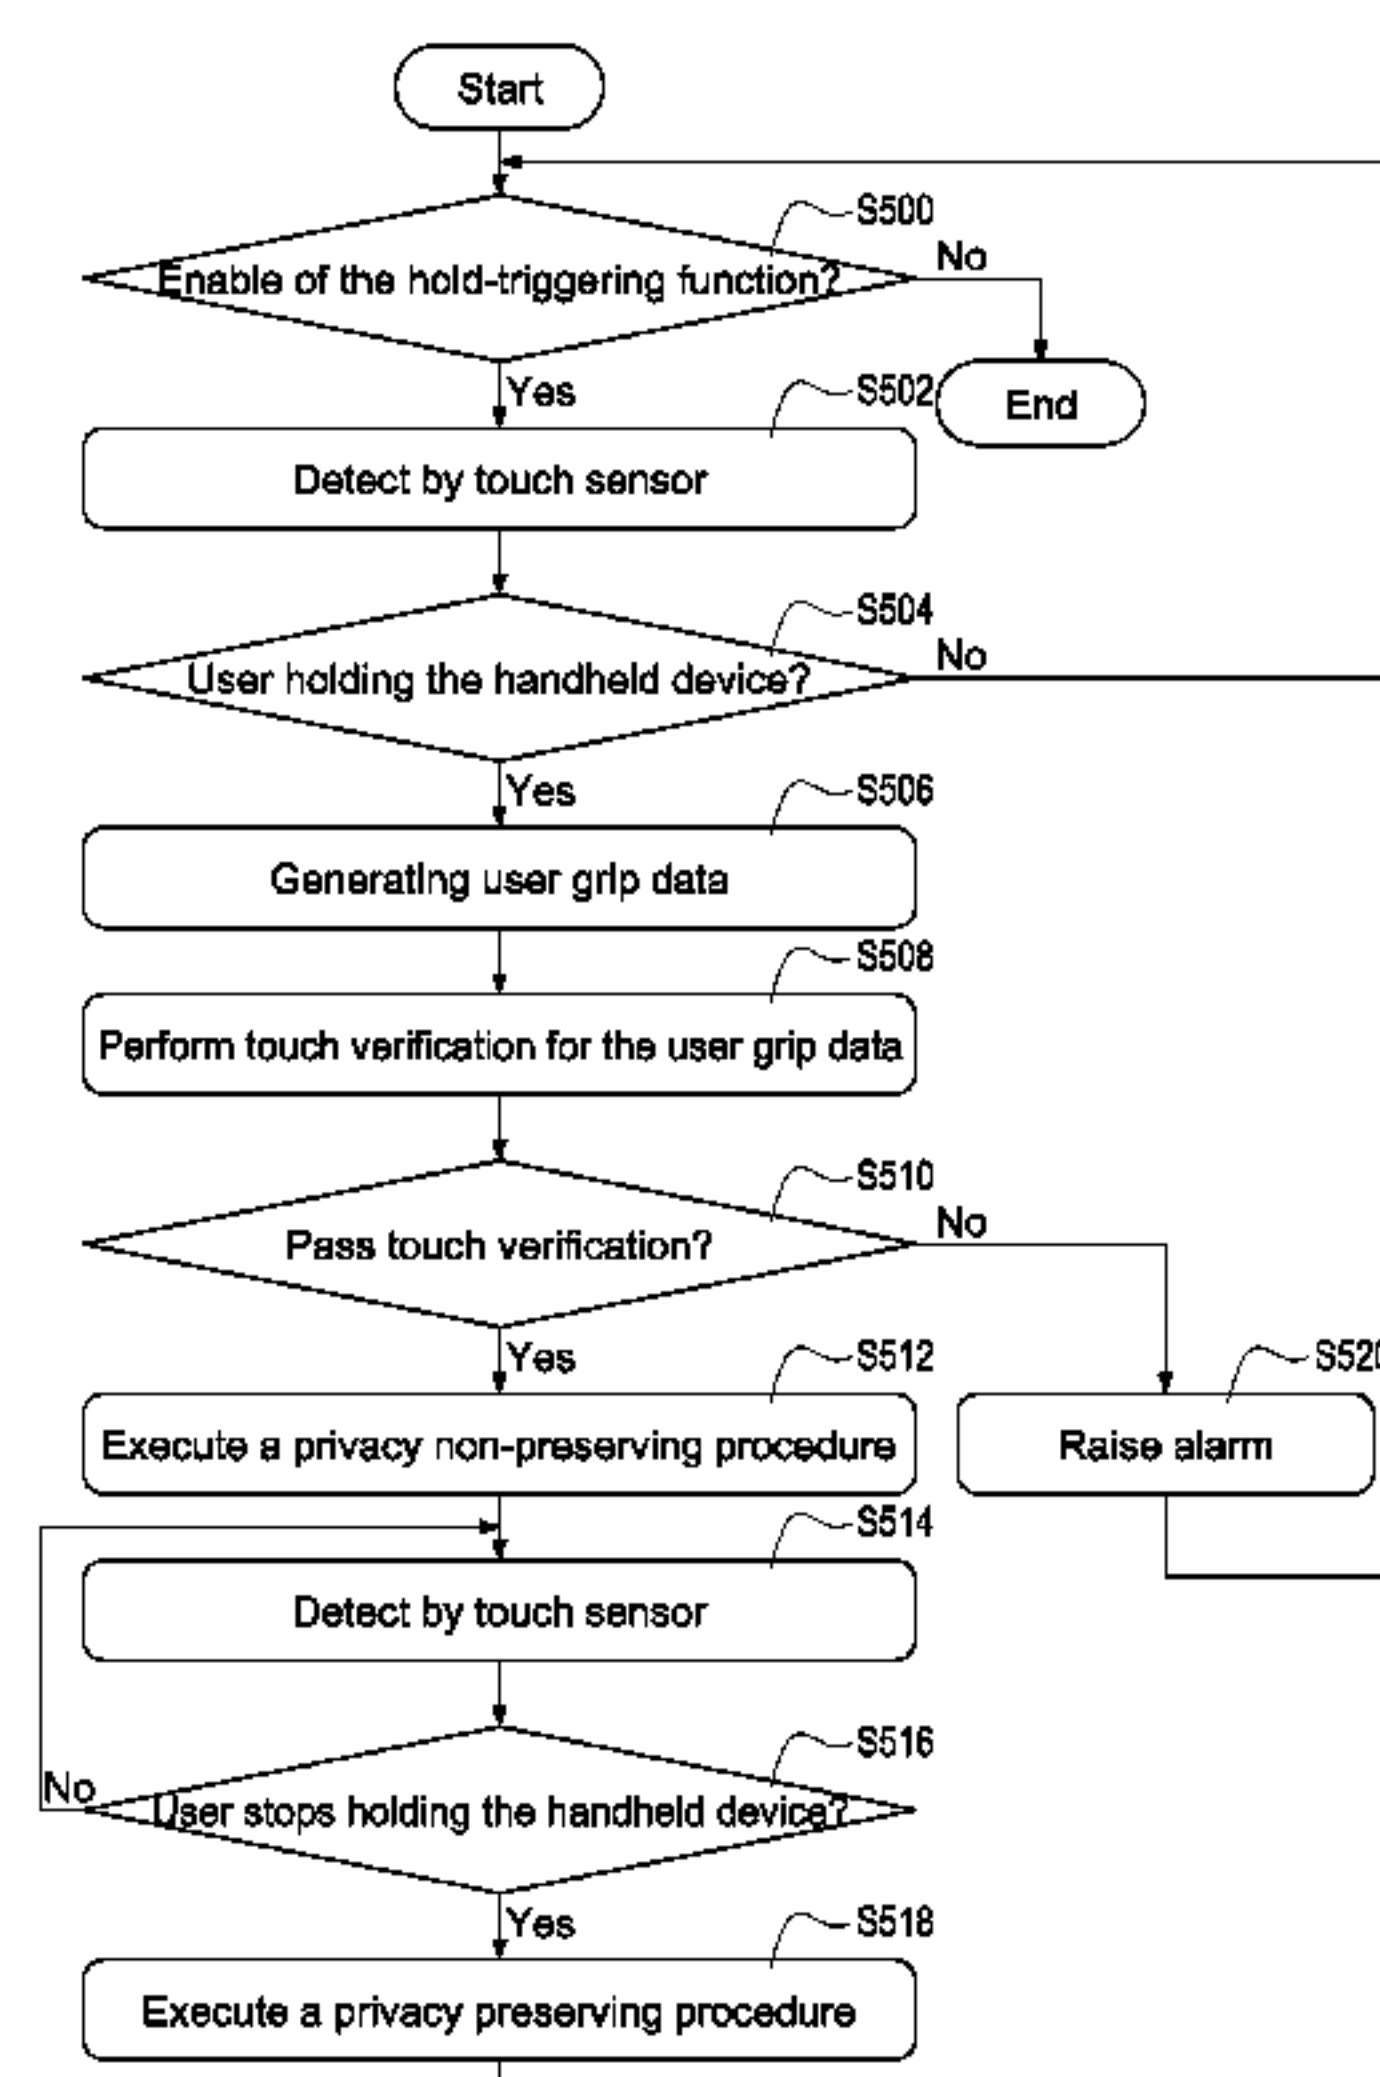 Start
S500
Enable of the hold-triggering function?
No
Yes
S502
End
Detect by touch sensor
S504
User holding the handheld device?
No
Yes
S506
Generating user grip data
S508
Perform touch verification for the user grip data
S510
Pass touch verification?
No
Yes
S512
S520
Execute a privacy non-preserving procedure
Raise alarm
S514
Detect by touch sensor
S516
No
User stops holding the handheld device?
Yes
S518
Execute a privacy preserving procedure